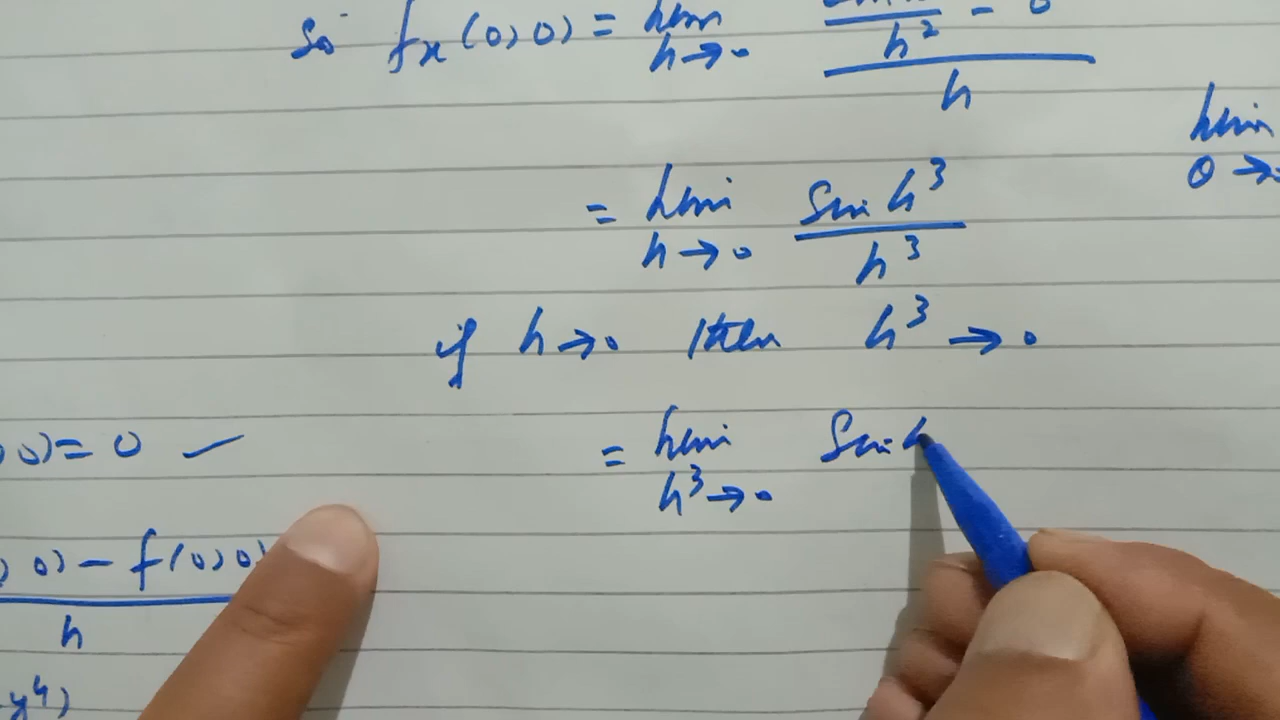 So fx(0,0) = lim h→0 h² - 0 / h
lim θ→
= lim h→0 Sin h³ / h³
if h→0 then h³ → 0
0) = 0 ✓
= lim h³→0 Sin h
, 0) - f(0,0) / h
y⁴)